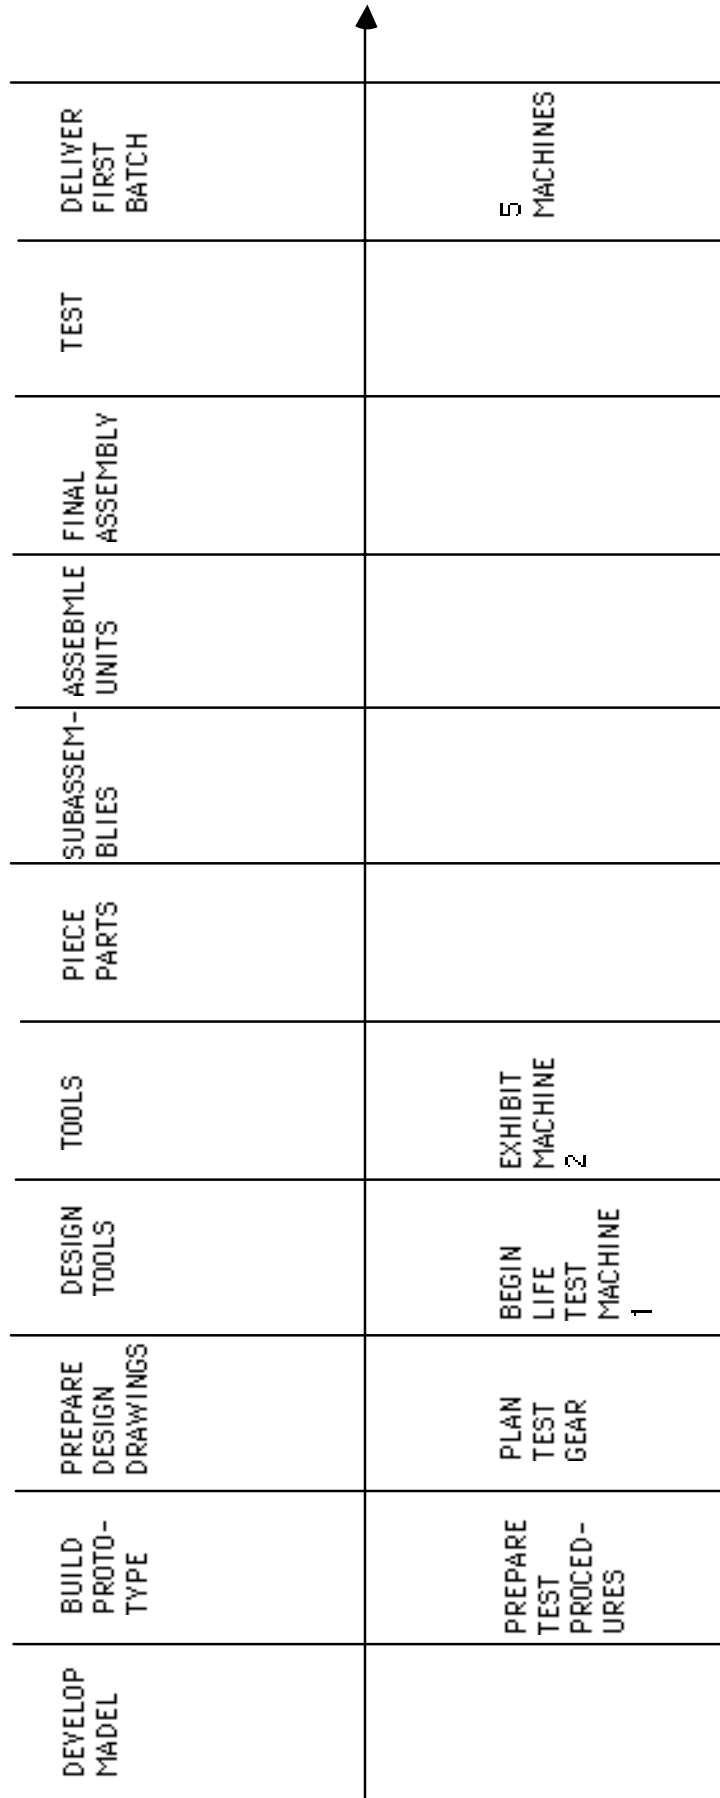 DEVELOP
MADEL
BUILD
PROTO-
TYPE
PREPARE
DESIGN
DRAWINGS
DESIGN
TOOLS
TOOLS
PIECE
PARTS
SUBASSEM-
BLIES
ASSEBMLE
UNITS
FINAL
ASSEMBLY
TEST
DELIVER
FIRST
BATCH
PREPARE
TEST
PROCED-
URES
PLAN
TEST
GEAR
BEGIN
LIFE
TEST
MACHINE
1
EXHIBIT
MACHINE
2
5
MACHINES